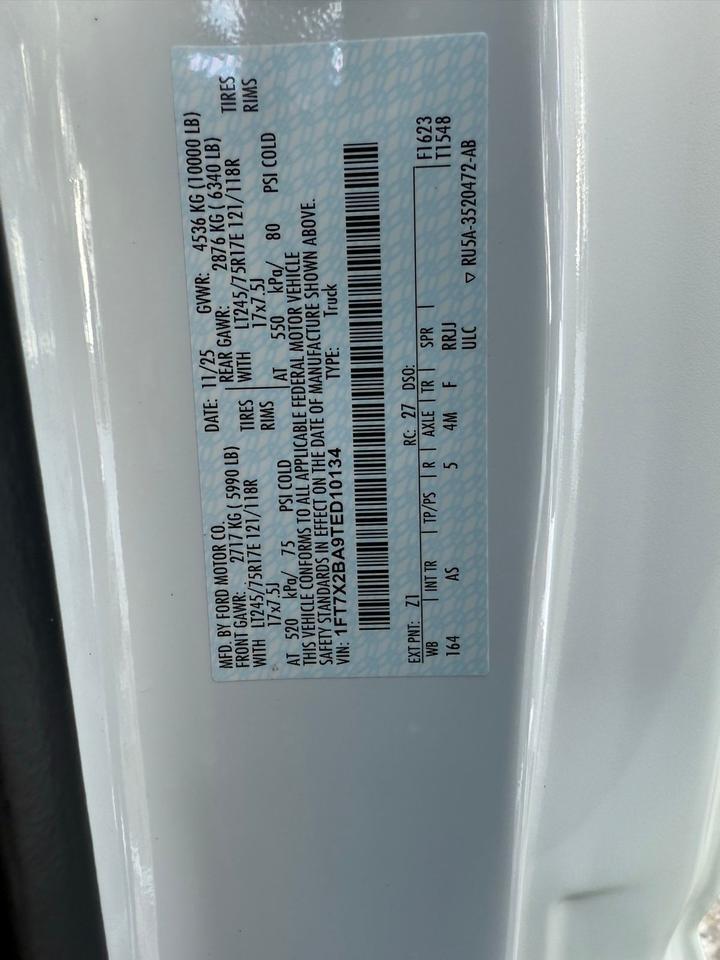 MFD. BY FORD MOTOR CO. DATE: 11/25 GVWR: 4536 KG (10000 LB)
FRONT GAWR: 2717 KG ( 5990 LB) REAR GAWR: 2876 KG ( 6340 LB)
WITH LT245/75R17E 121/118R TIRES WITH LT245/75R17E 121/118R TIRES
17x7.5J RIMS 17x7.5J RIMS
AT 520 kPa/ 75 PSI COLD AT 550 kPa/ 80 PSI COLD
THIS VEHICLE CONFORMS TO ALL APPLICABLE FEDERAL MOTOR VEHICLE
SAFETY STANDARDS IN EFFECT ON THE DATE OF MANUFACTURE SHOWN ABOVE.
VIN: 1FT7X2BA9TED10134 TYPE: Truck
EXT PNT: Z1 RC: 27 DSO: F1623
WB INT TR TP/PS R AXLE TR SPR T1548
164 AS 5 4M F RRJJ
ULC ▽ RU5A-3520472-AB